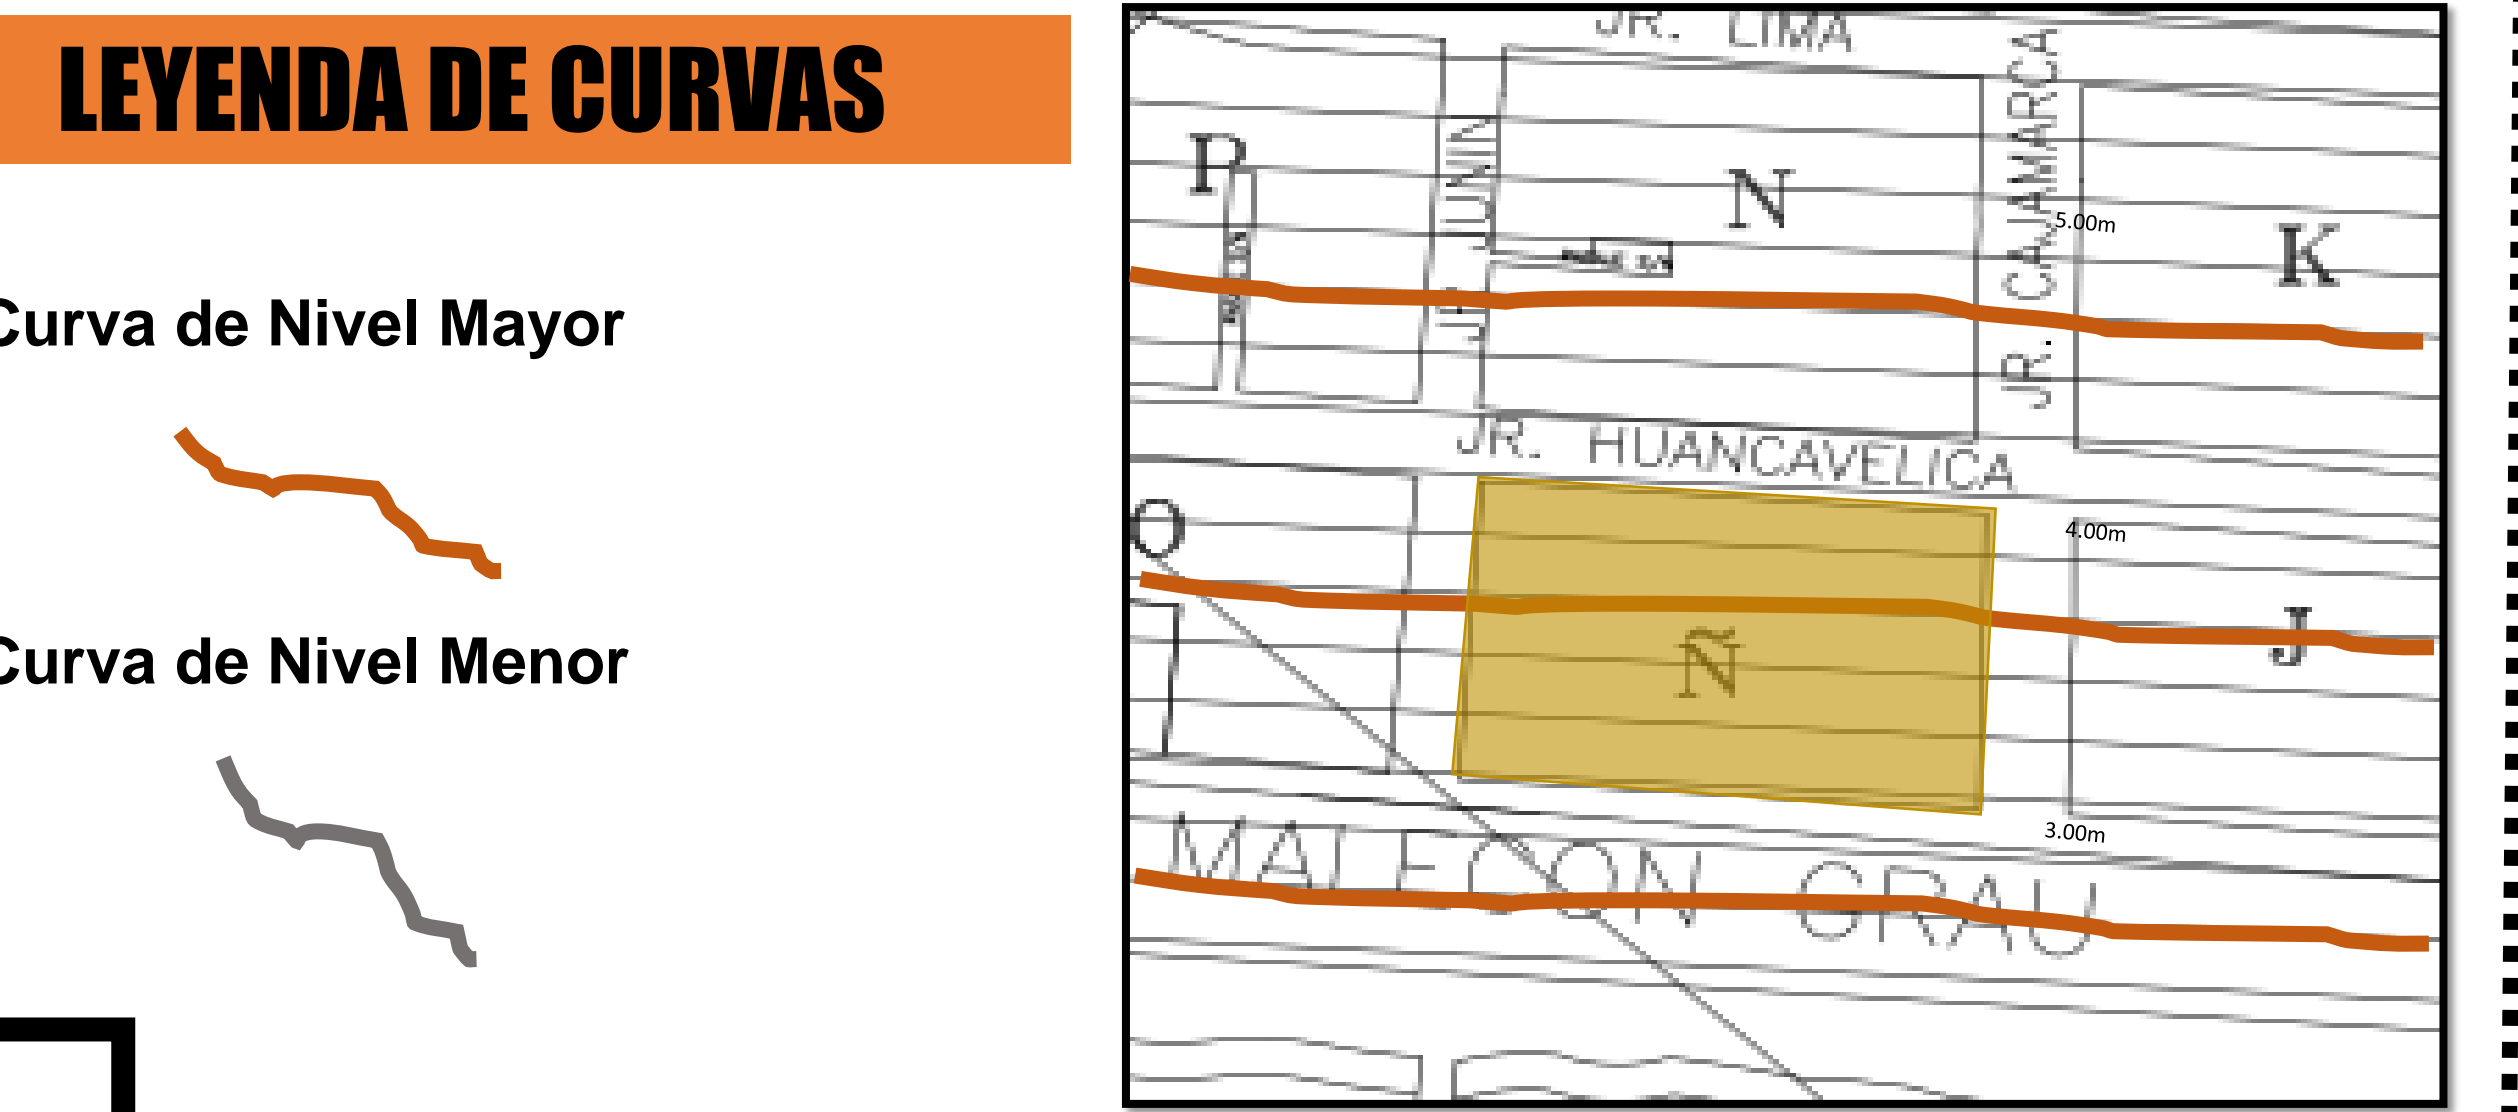 LEYENDA DE CURVAS
Curva de Nivel Mayor
Curva de Nivel Menor
JR. LIMA
P
JR. JUNIN
N
JR. CAJAMARCA
5.00m
K
JR. HUANCAVELICA
O
4.00m
Ñ
J
3.00m
MALECON GRAU